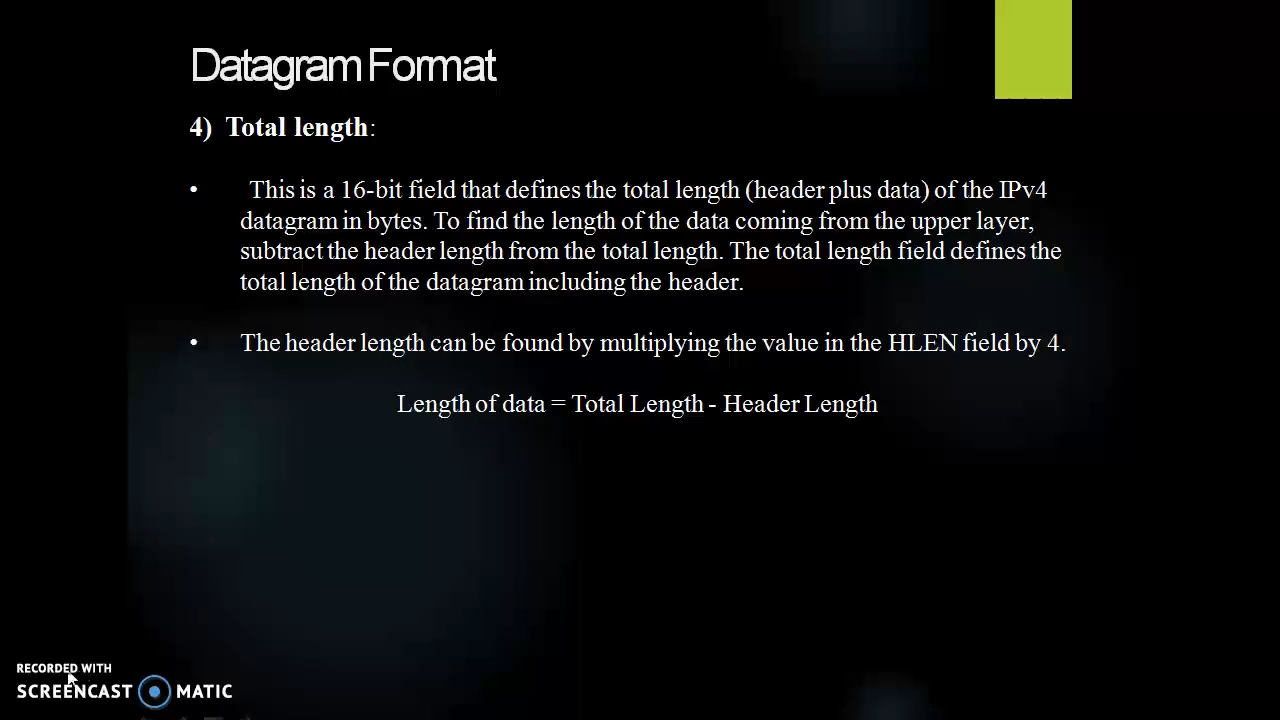 Datagram Format
4) Total length:
• This is a 16-bit field that defines the total length (header plus data) of the IPv4
datagram in bytes. To find the length of the data coming from the upper layer,
subtract the header length from the total length. The total length field defines the
total length of the datagram including the header.
• The header length can be found by multiplying the value in the HLEN field by 4.
Length of data = Total Length - Header Length
RECORDED WITH
SCREENCAST MATIC